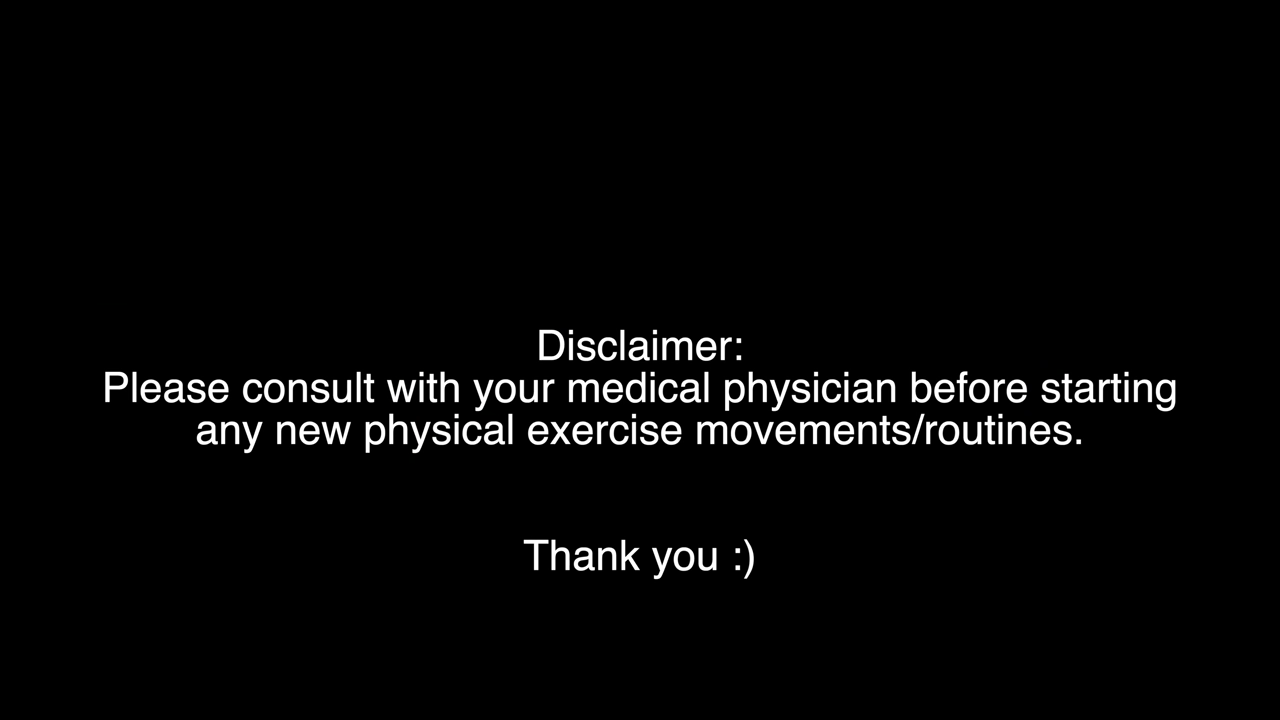 Disclaimer:
Please consult with your medical physician before starting
any new physical exercise movements/routines.
Thank you :)